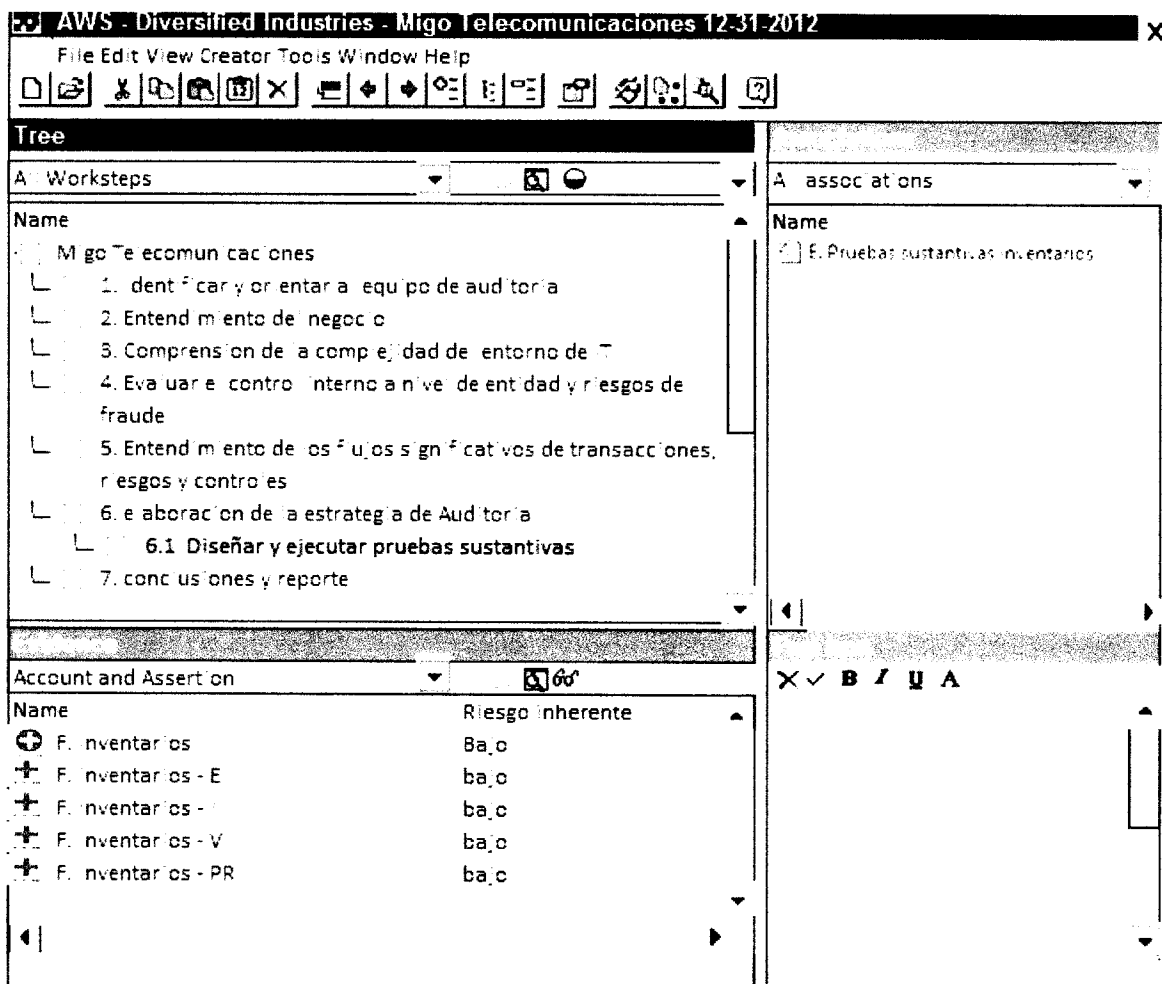 AWS - Diversified Industries - Migo Telecomunicaciones 12-31-2012
File Edit View Creator Tools Window Help
Tree
All Worksteps
All associations
Name
Name
Migo Telecomunicaciones
E. Pruebas sustantivas inventarios
1. Identificar y orientar al equipo de auditoria
2. Entendimiento del negocio
3. Comprension de la complejidad del entorno de IT
4. Evaluar el control interno a nivel de entidad y riesgos de
fraude
5. Entendimiento de los flujos significativos de transacciones,
riesgos y controles
6. elaboracion de la estrategia de Auditoria
6.1 Diseñar y ejecutar pruebas sustantivas
7. conclusiones y reporte
Account and Assertion
B I U A
Name Riesgo inherente
F. Inventarios Bajo
F. Inventarios - E bajo
F. Inventarios - bajo
F. Inventarios - V bajo
F. Inventarios - PR bajo